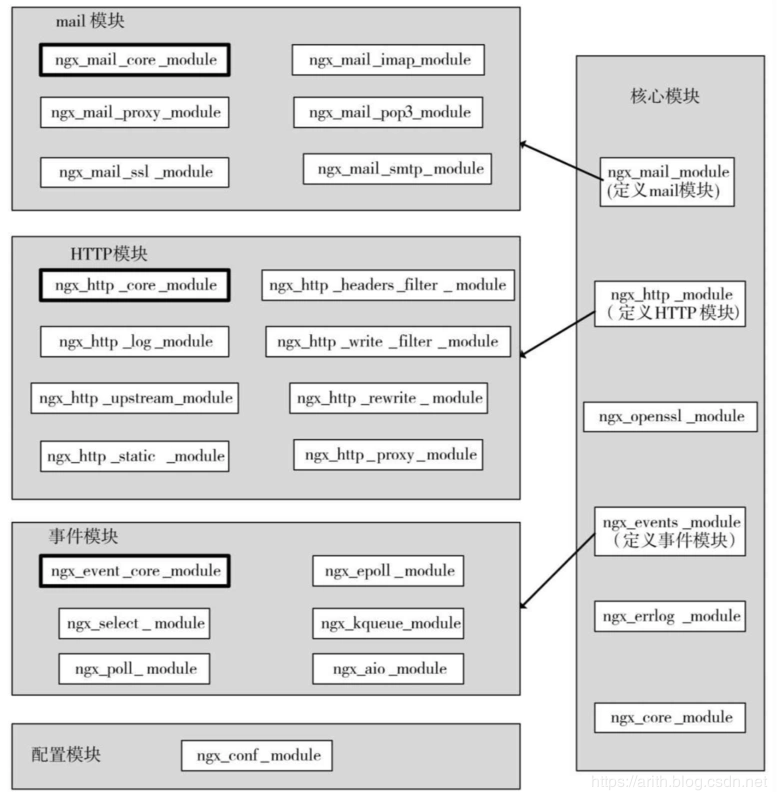 mail 模块
ngx_mail_core_module
ngx_mail_imap_module
ngx_mail_proxy_module
ngx_mail_pop3_module
ngx_mail_ssl _module
ngx_mail_smtp_module
HTTP模块
ngx_http _core_module
ngx_http _headers_filter _ module
ngx_http _log_module
ngx_http _write _filter _module
ngx_http _upstream_module
ngx_http _rewrite _ module
ngx_http _static _module
ngx_http _proxy_module
事件模块
ngx_event_core_module
ngx_epoll _module
ngx_select _ module
ngx_kqueue_module
ngx_poll_ module
ngx_aio _module
配置模块
ngx_conf_module
核心模块
ngx_mail_module
(定义mail模块)
ngx_http _module
（定义HTTP 模块)
ngx_openssl _module
ngx_events _module
（定义事件模块）
ngx_errlog _module
ngx_core _module
https://arith.blog.csdn.net